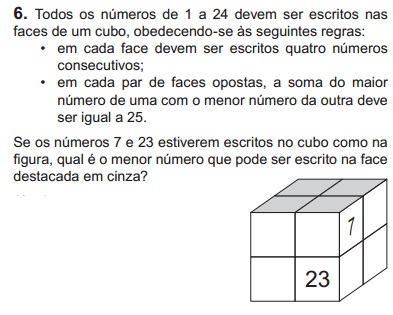 6. Todos os números de 1 a 24 devem ser escritos nas
faces de um cubo, obedecendo-se às seguintes regras:
• em cada face devem ser escritos quatro números
consecutivos;
• em cada par de faces opostas, a soma do maior
número de uma com o menor número da outra deve
ser igual a 25.
Se os números 7 e 23 estiverem escritos no cubo como na
figura, qual é o menor número que pode ser escrito na face
destacada em cinza?
7
23